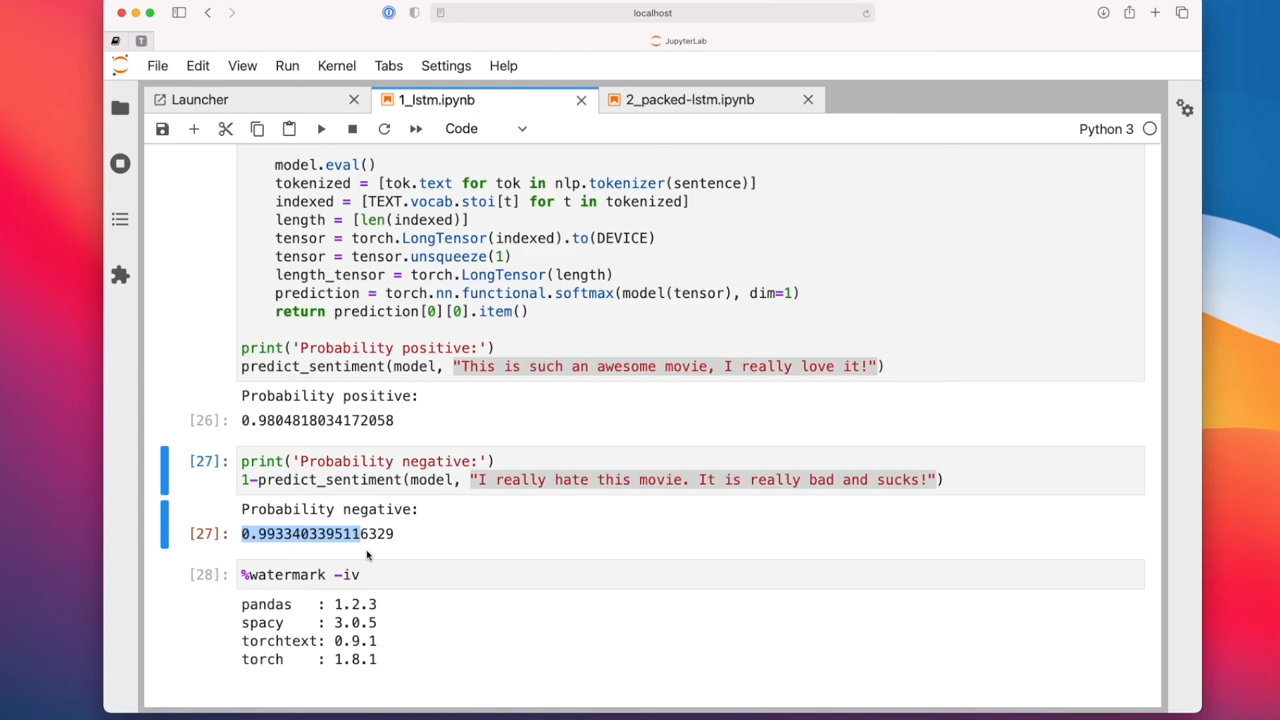 localhost
T
JupyterLab
File Edit View Run Kernel Tabs Settings Help
Launcher 1_lstm.ipynb 2_packed-lstm.ipynb
Code Python 3
model.eval()
tokenized = [tok.text for tok in nlp.tokenizer(sentence)]
indexed = [TEXT.vocab.stoi[t] for t in tokenized]
length = [len(indexed)]
tensor = torch.LongTensor(indexed).to(DEVICE)
tensor = tensor.unsqueeze(1)
length_tensor = torch.LongTensor(length)
prediction = torch.nn.functional.softmax(model(tensor), dim=1)
return prediction[0][0].item()
print('Probability positive:')
predict_sentiment(model, "This is such an awesome movie, I really love it!")
Probability positive:
[26]: 0.9804818034172058
[27]: print('Probability negative:')
1-predict_sentiment(model, "I really hate this movie. It is really bad and sucks!")
Probability negative:
[27]: 0.9933403395116329
[28]: %watermark -iv
pandas : 1.2.3
spacy : 3.0.5
torchtext: 0.9.1
torch : 1.8.1